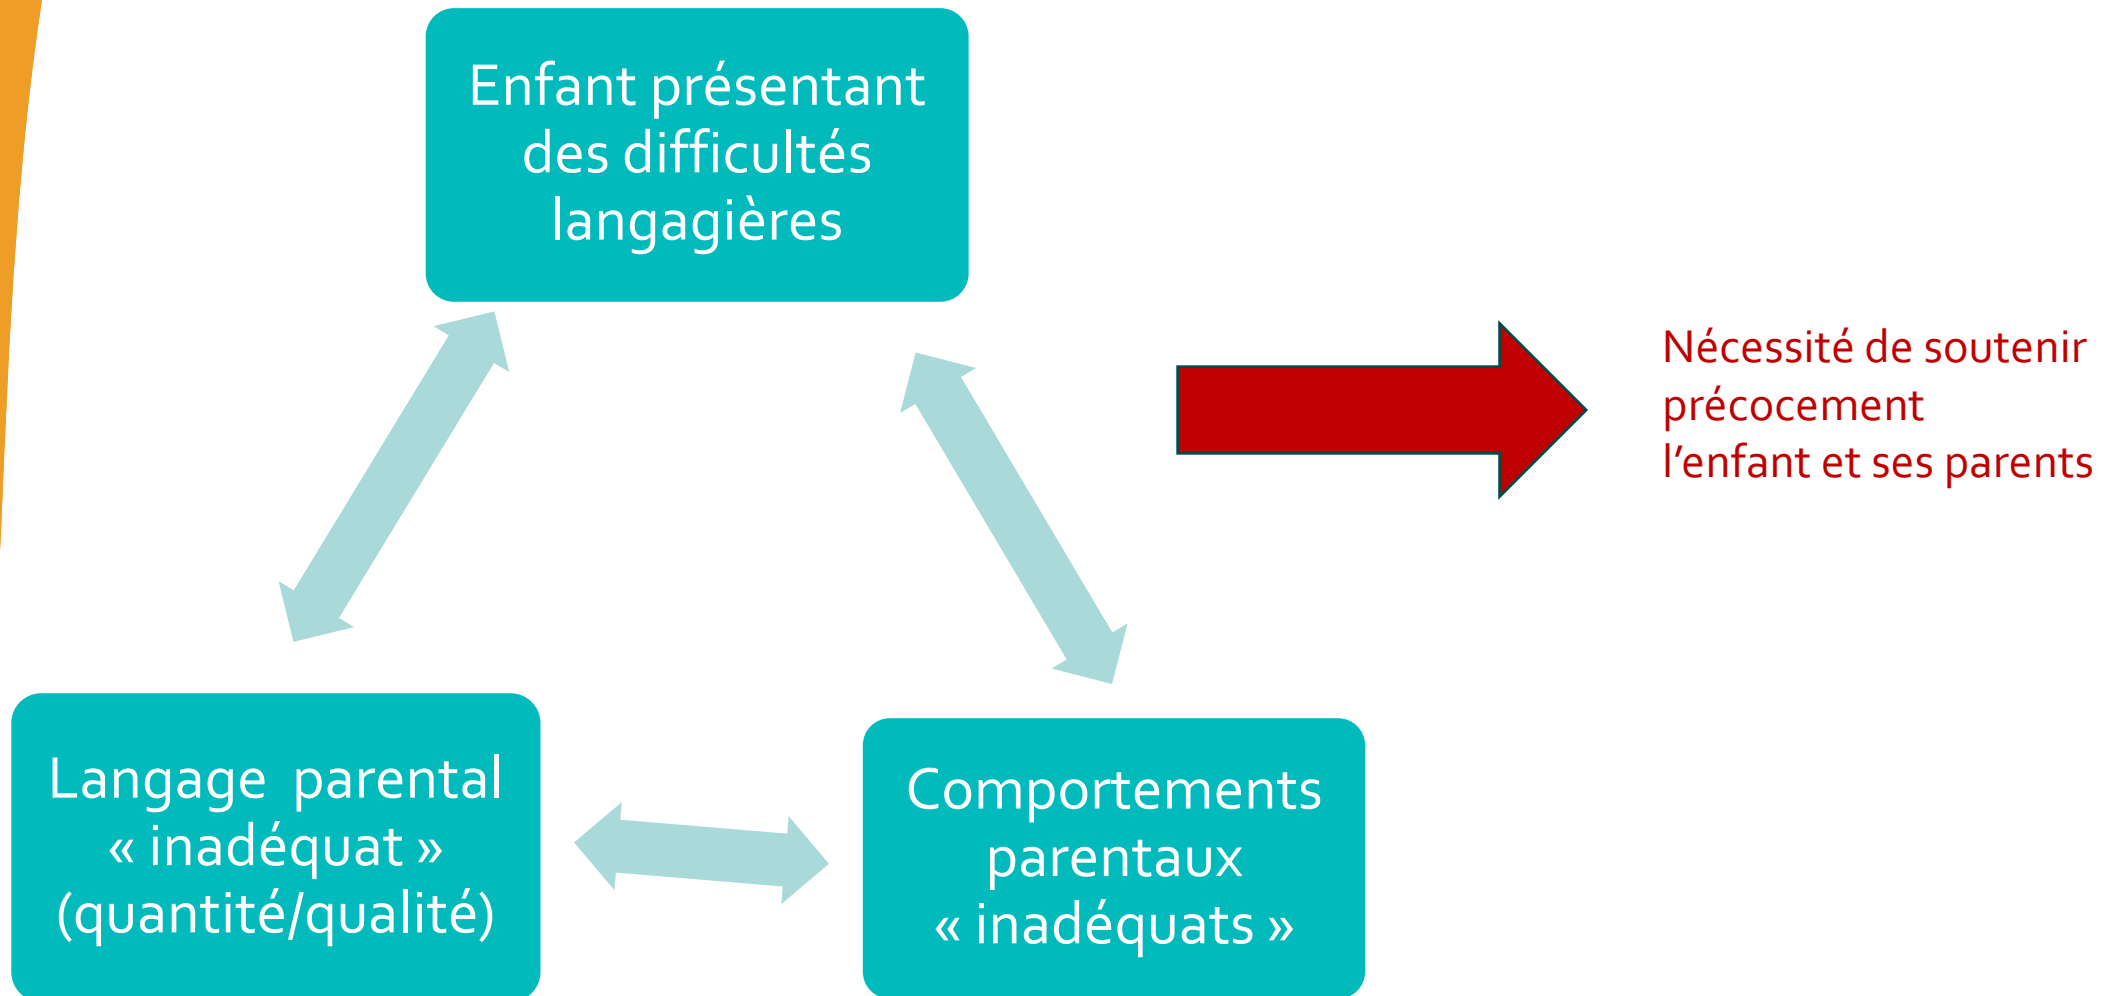 Enfant présentant
des difficultés
langagières
Nécessité de soutenir
précocement
l’enfant et ses parents
Langage  parental
« inadéquat »
(quantité/qualité)
Comportements
parentaux
« inadéquats »